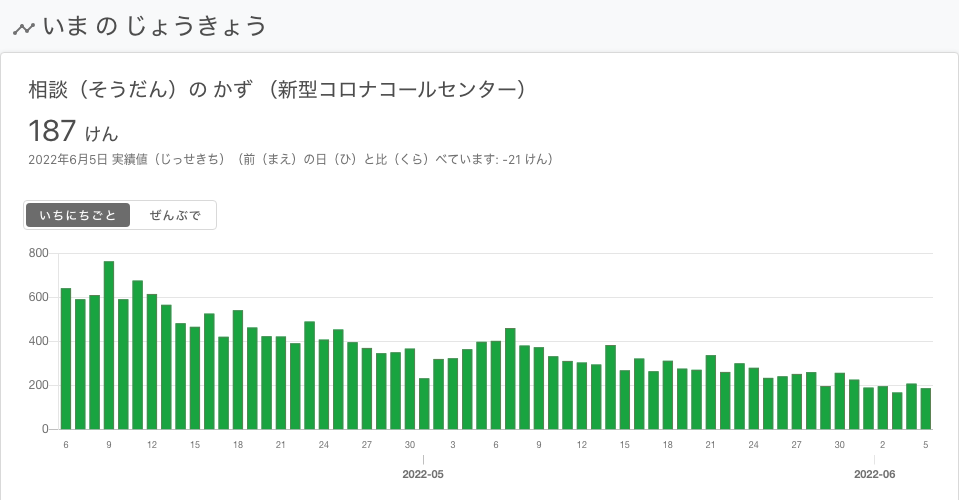 いま の じょうきょう
相談（そうだん）の かず （新型コロナコールセンター）
187 けん
2022年6月5日 実績値（じっせきち）（前（まえ）の日（ひ）と比（くら）べています: -21 けん）
いちにちごと ぜんぶで
800
600
400
200
0
6 9 12 15 18 21 24 27 30 3 6 9 12 15 18 21 24 27 30 2 5
2022-05 2022-06